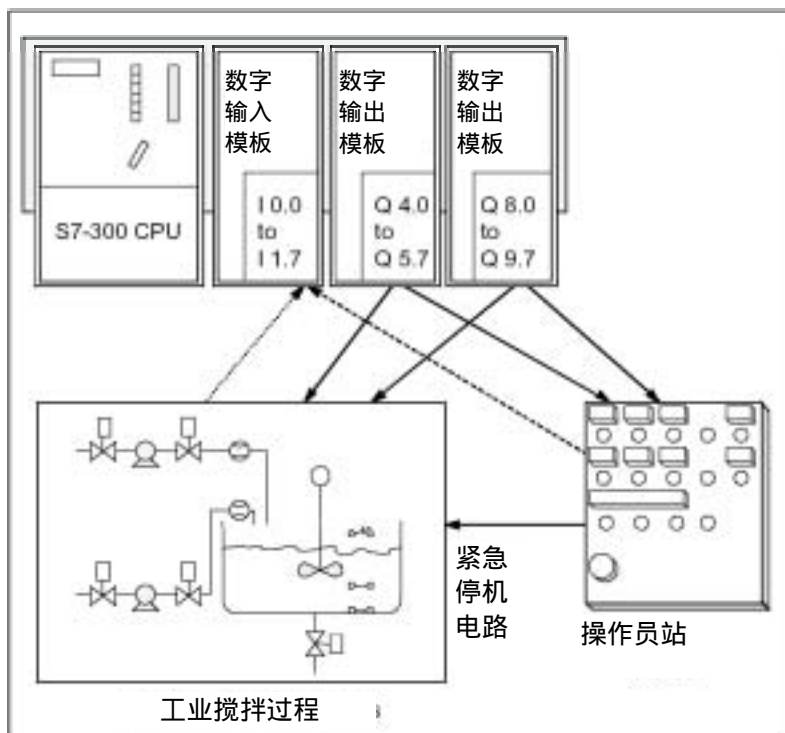 S7-300 CPU
数字
输入
模板
I 0.0
to
I 1.7
数字
输出
模板
Q 4.0
to
Q 5.7
数字
输出
模板
Q 8.0
to
Q 9.7
紧急
停机
电路
操作员站
工业搅拌过程